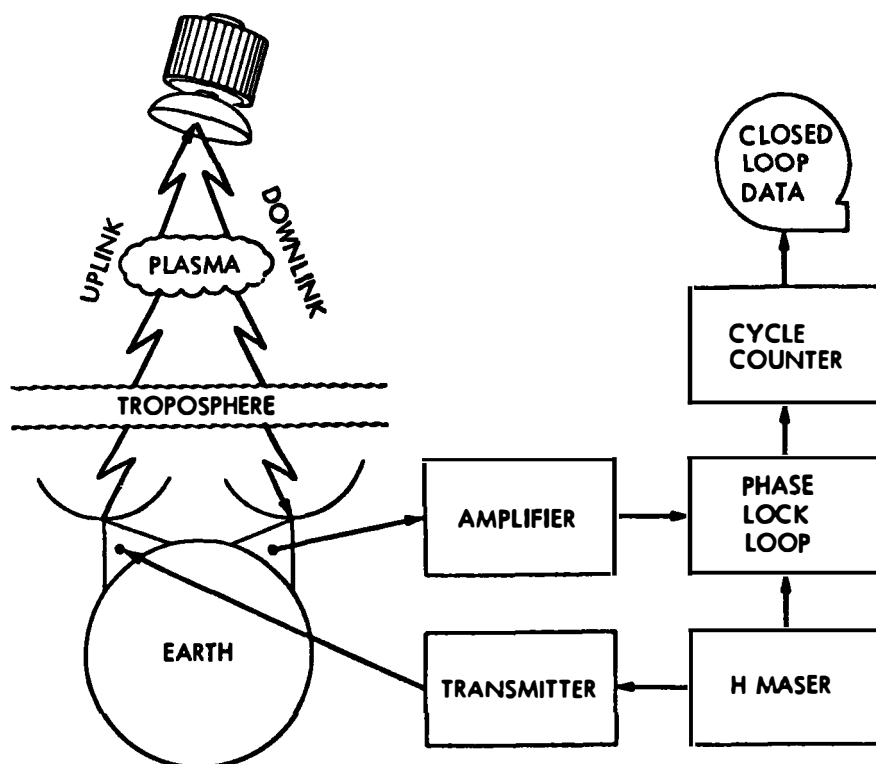 CLOSED
LOOP
DATA
UPLINK
DOWNLINK
PLASMA
CYCLE
COUNTER
TROPOSPHERE
AMPLIFIER
PHASE
LOCK
LOOP
EARTH
TRANSMITTER
H MASER